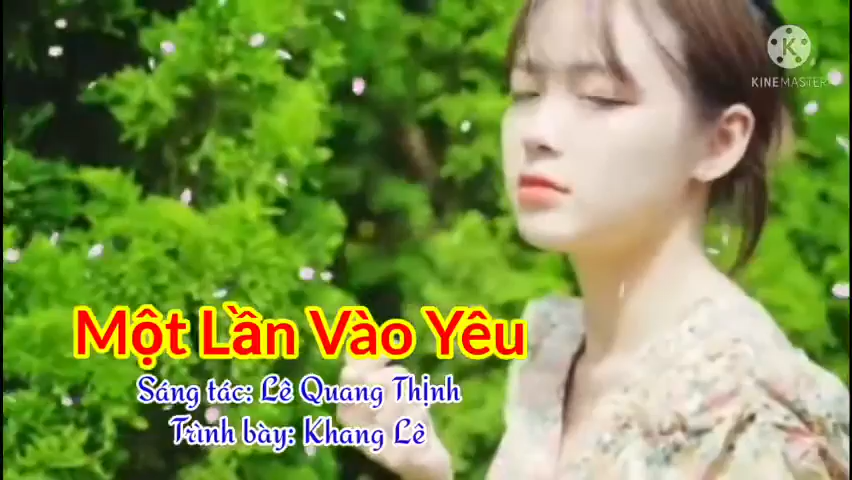 KINEMASTER
Một Lần Vào Yêu
Sáng tác: Lê Quang Thịnh
Trình bày: Khang Lê